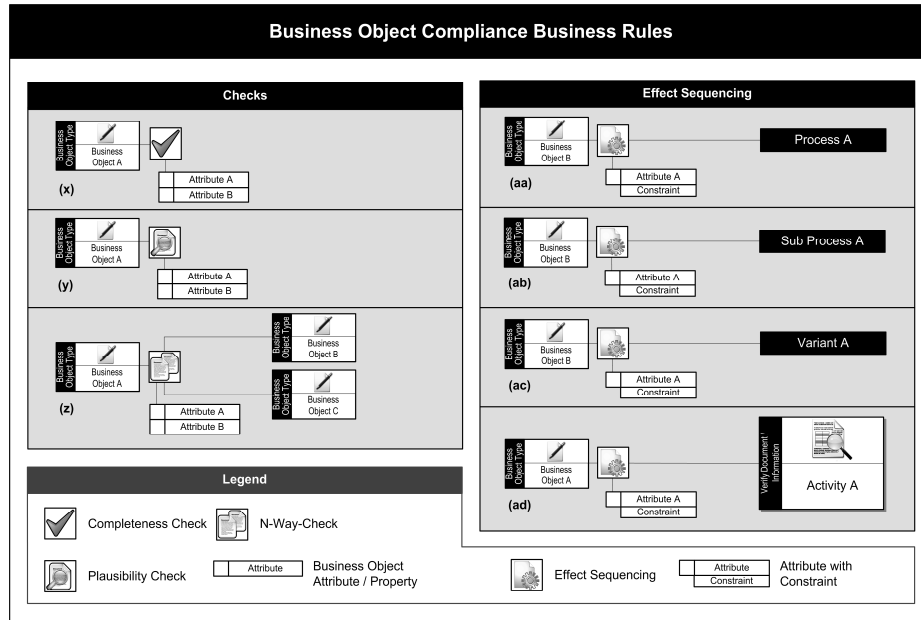 Business Object Compliance Business Rules
Checks
Business
Object Type
Business
Object A
Attribute A
Attribute B
(x)
Business
Object Type
Business
Object A
Attribute A
Attribute B
(y)
Business
Object Type
Business
Object A
Business
Object Type
Business
Object B
Business
Object Type
Business
Object C
Attribute A
Attribute B
(z)
Effect Sequencing
Business
Object Type
Business
Object B
Process A
Attribute A
Constraint
(aa)
Business
Object Type
Business
Object B
Sub Process A
Attribute A
Constraint
(ab)
Business
Object Type
Business
Object B
Variant A
Attribute A
Constraint
(ac)
Business
Object Type
Business
Object A
Verify Document \
Information
Activity A
Attribute A
Constraint
(ad)
Legend
Completeness Check
N-Way-Check
Plausibility Check
Attribute
Business Object
Attribute / Property
Effect Sequencing
Attribute
Constraint
Attribute with
Constraint